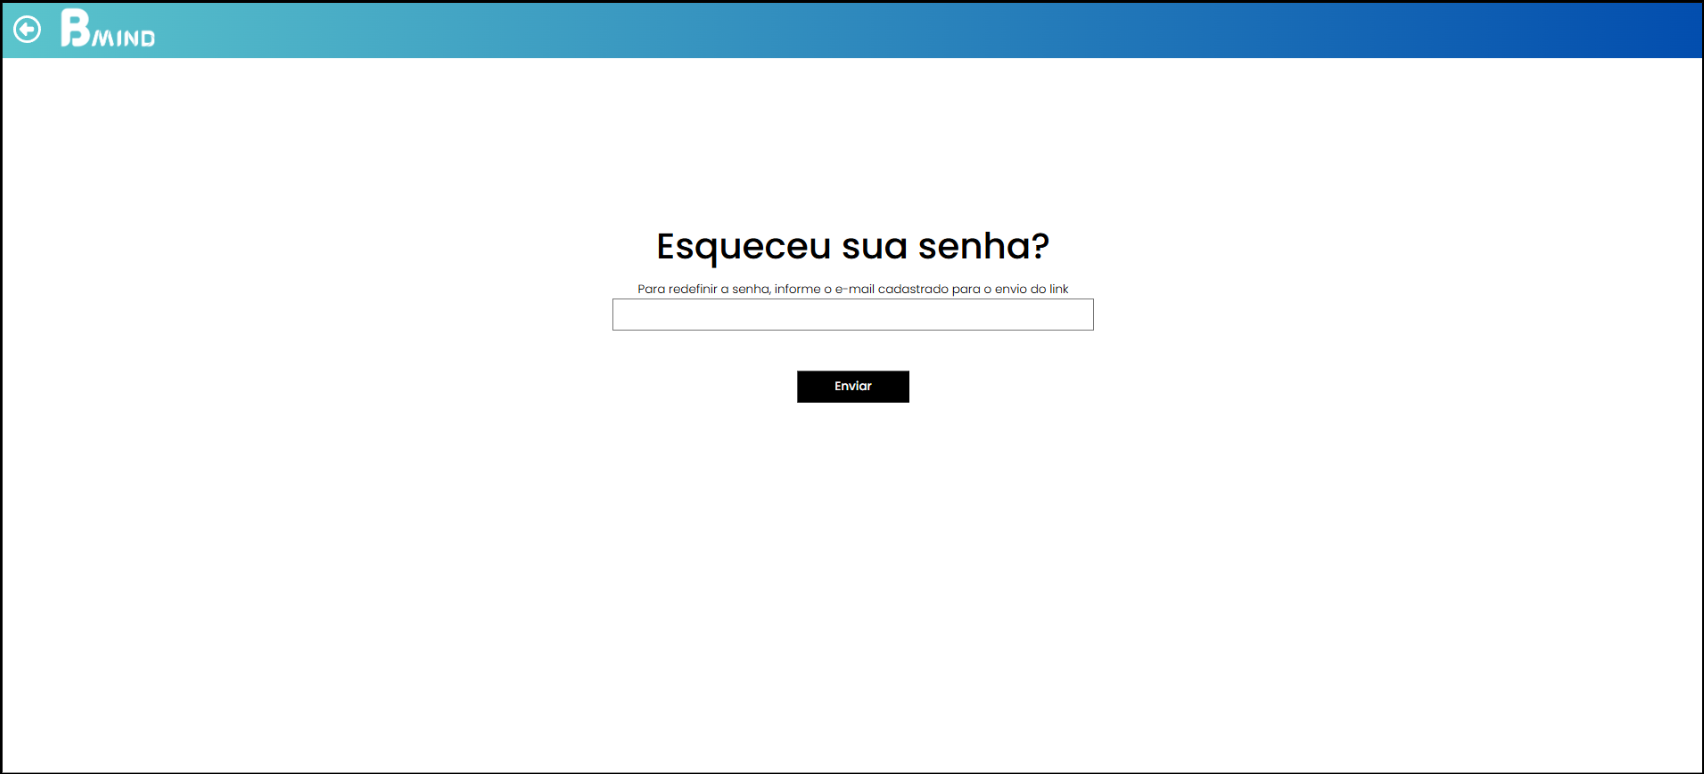 BMIND
Esqueceu sua senha?
Para redefinir a senha, informe o e-mail cadastrado para o envio do link
Enviar